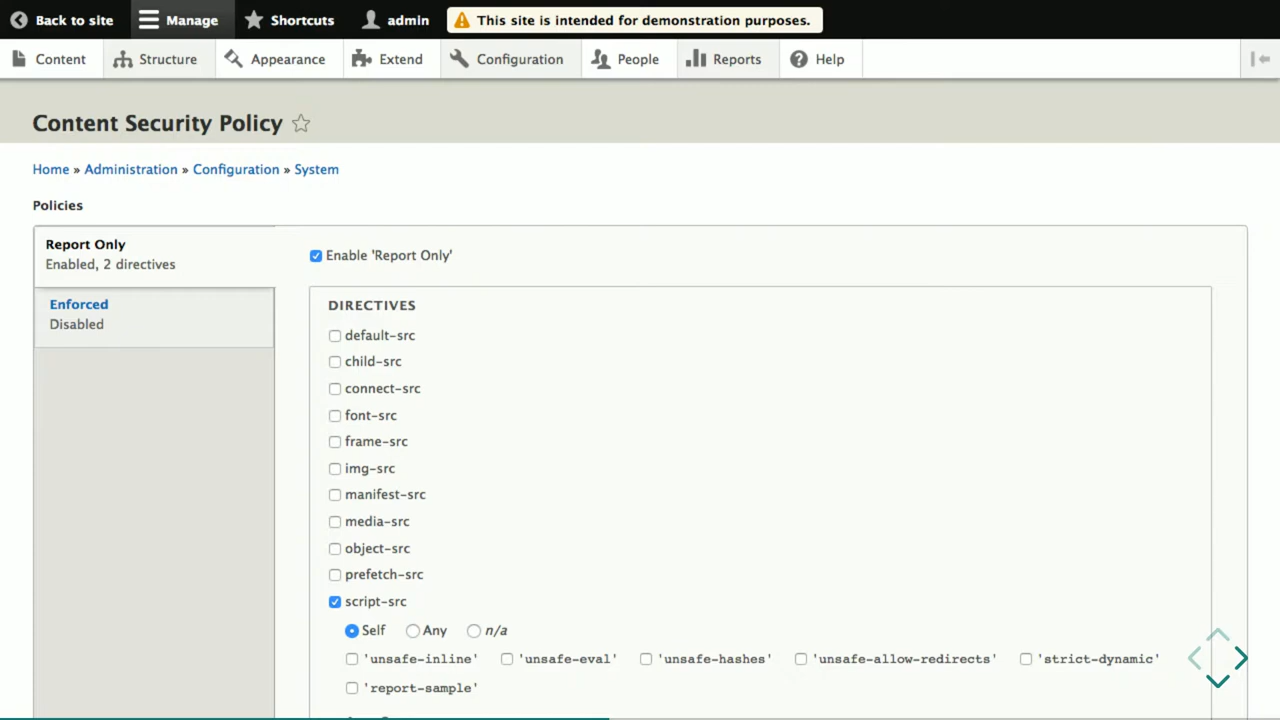 Back to site Manage Shortcuts admin This site is intended for demonstration purposes.
Content Structure Appearance Extend Configuration People Reports Help
Content Security Policy
Home » Administration » Configuration » System
Policies
Report Only
Enabled, 2 directives
Enforced
Disabled
Enable 'Report Only'
DIRECTIVES
default-src
child-src
connect-src
font-src
frame-src
img-src
manifest-src
media-src
object-src
prefetch-src
script-src
Self Any n/a
'unsafe-inline' 'unsafe-eval' 'unsafe-hashes' 'unsafe-allow-redirects' 'strict-dynamic'
'report-sample'